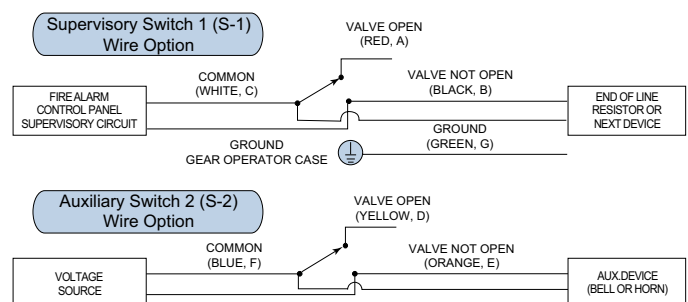 Supervisory Switch 1 (S-1)
Wire Option
VALVE OPEN
(RED, A)
COMMON
(WHITE, C)
VALVE NOT OPEN
(BLACK, B)
FIRE ALARM
CONTROL PANEL
SUPERVISORY CIRCUIT
END OF LINE
RESISTOR OR
NEXT DEVICE
GROUND
GEAR OPERATOR CASE
GROUND
(GREEN, G)
Auxiliary Switch 2 (S-2)
Wire Option
VALVE OPEN
(YELLOW, D)
COMMON
(BLUE, F)
VALVE NOT OPEN
(ORANGE, E)
VOLTAGE
SOURCE
AUX.DEVICE
(BELL OR HORN)